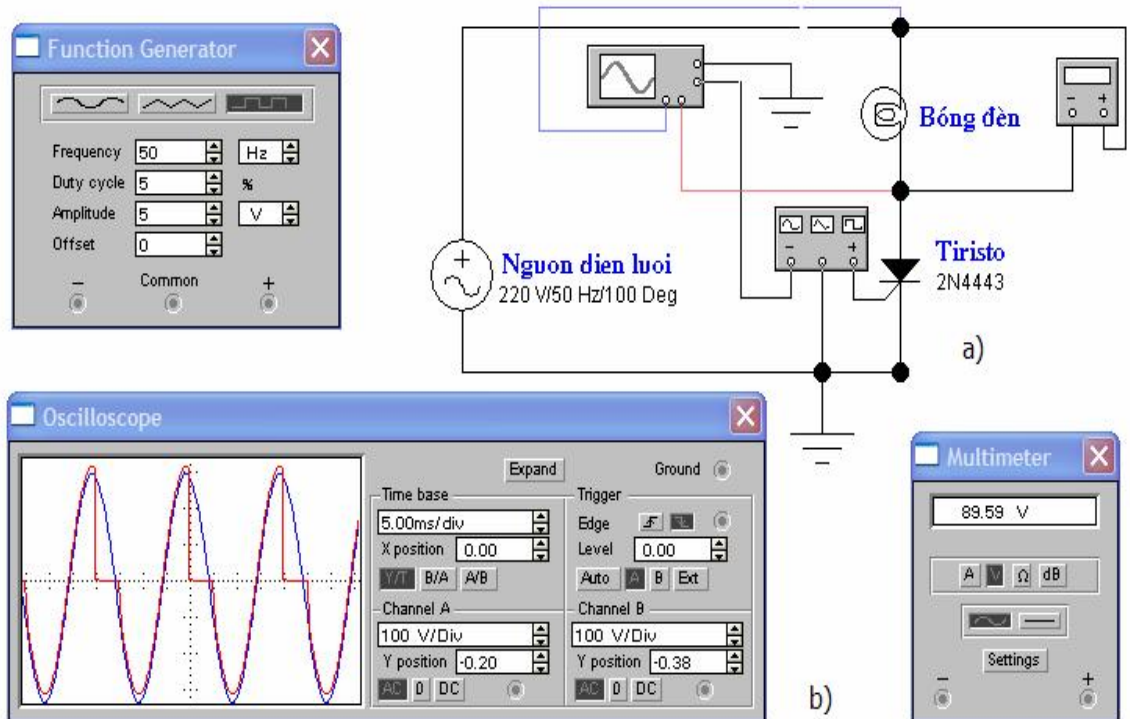 Function Generator
Frequency 50 Hz
Duty cycle 5 %
Amplitude 5 V
Offset 0
− Common +
Bóng đèn
− +
− +
Nguon dien luoi
220 V/50 Hz/100 Deg
Tiristo
2N4443
a)
Oscilloscope
Expand Ground
Time base
5.00ms/div
X position 0.00
Y/T B/A A/B
Trigger
Edge
Level 0.00
Auto A B Ext
Channel A
100 V/Div
Y position -0.20
AC 0 DC
Channel B
100 V/Div
Y position -0.38
AC 0 DC
b)
Multimeter
89.59 V
A V Ω dB
Settings
− +